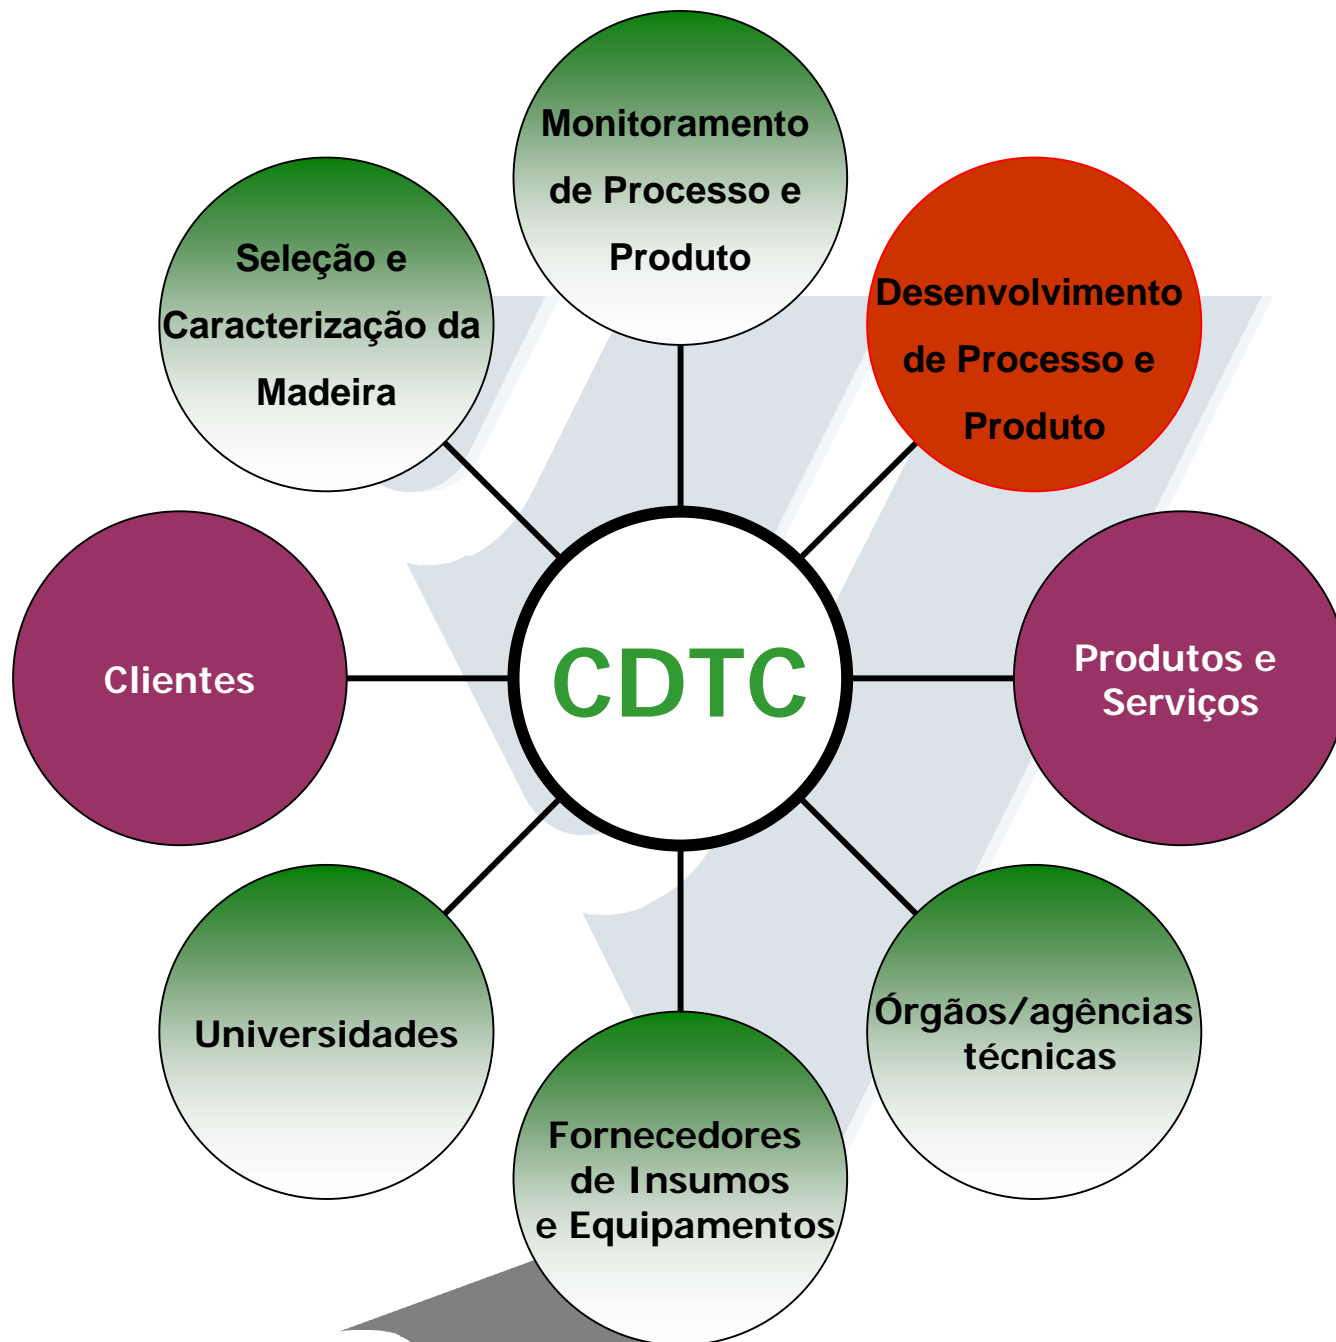 Monitoramento
de Processo e
Produto
Seleção e
Caracterização da
Madeira
Desenvolvimento
de Processo e
Produto
Clientes
CDTC
Produtos e
Serviços
Universidades
Órgãos/agências
técnicas
Fornecedores
de Insumos
e Equipamentos